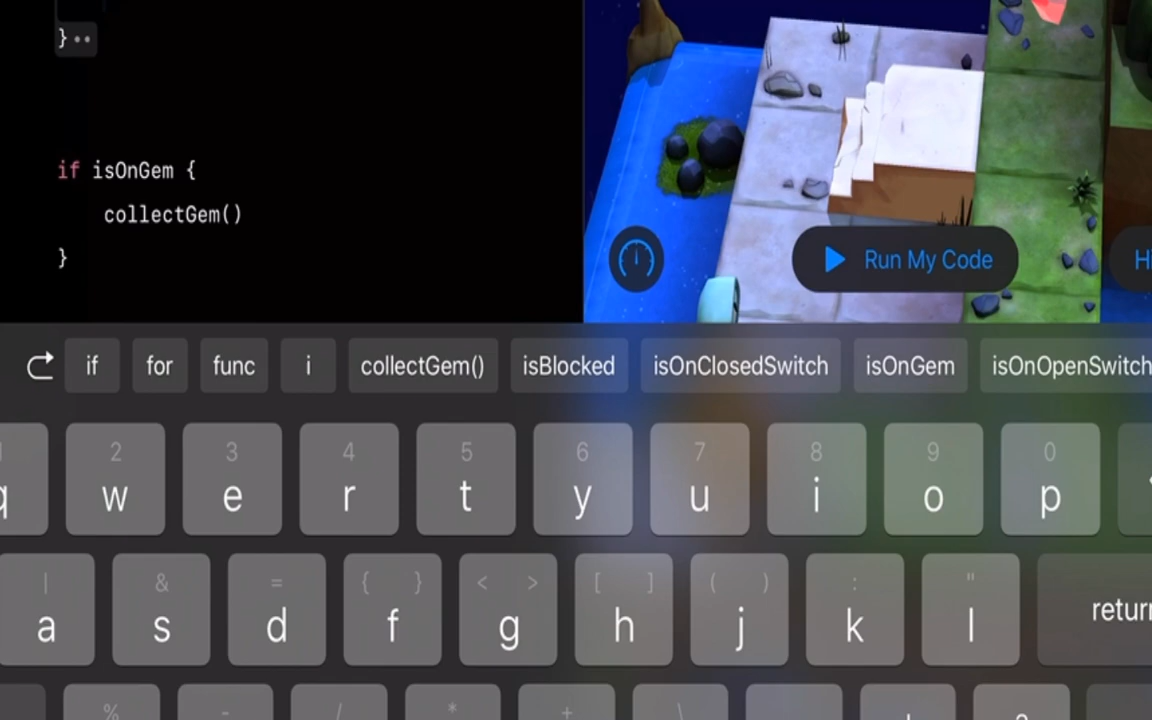 }
if isOnGem {
collectGem()
}
Run My Code
if for func i collectGem() isBlocked isOnClosedSwitch isOnGem isOnOpenSwitch
2 3 4 5 6 7 8 9 0
q w e r t y u i o p
| & = { } < > [ ] ( ) : "
a s d f g h j k l return
% - / * + \